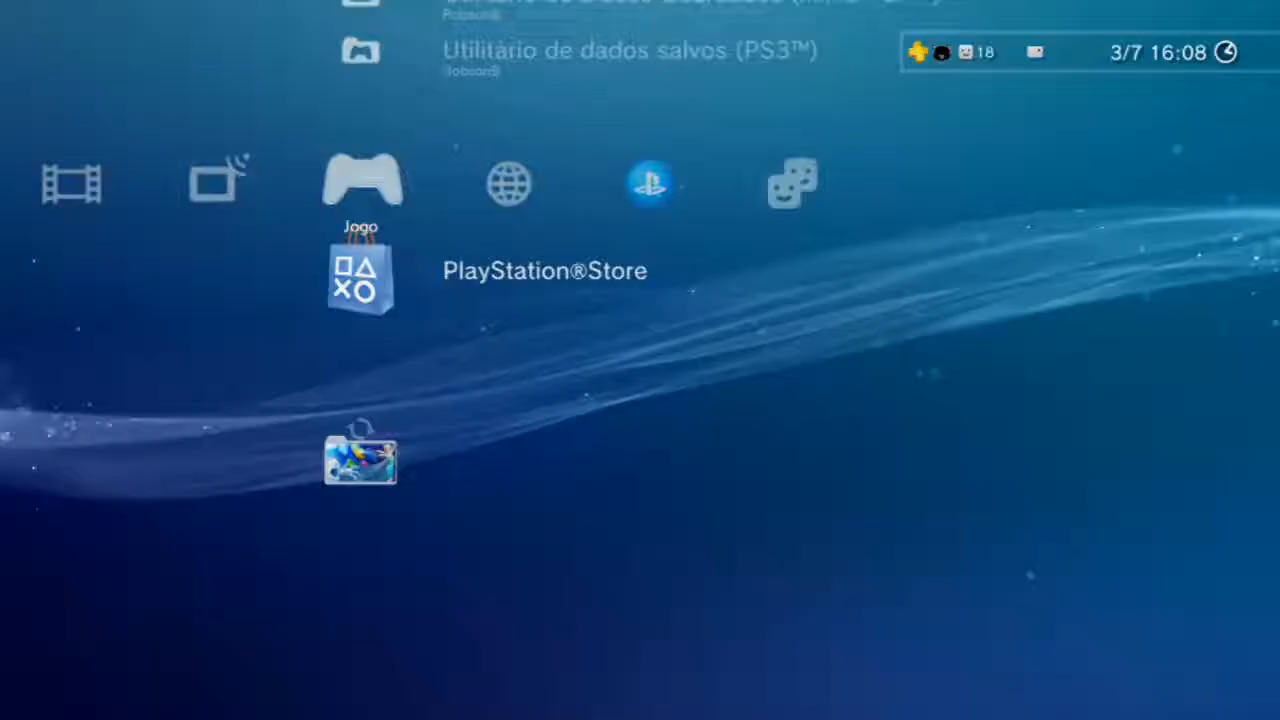 Utilitário de dados salvos (PS3™)
18
3/7 16:08
Jogo
PlayStation®Store